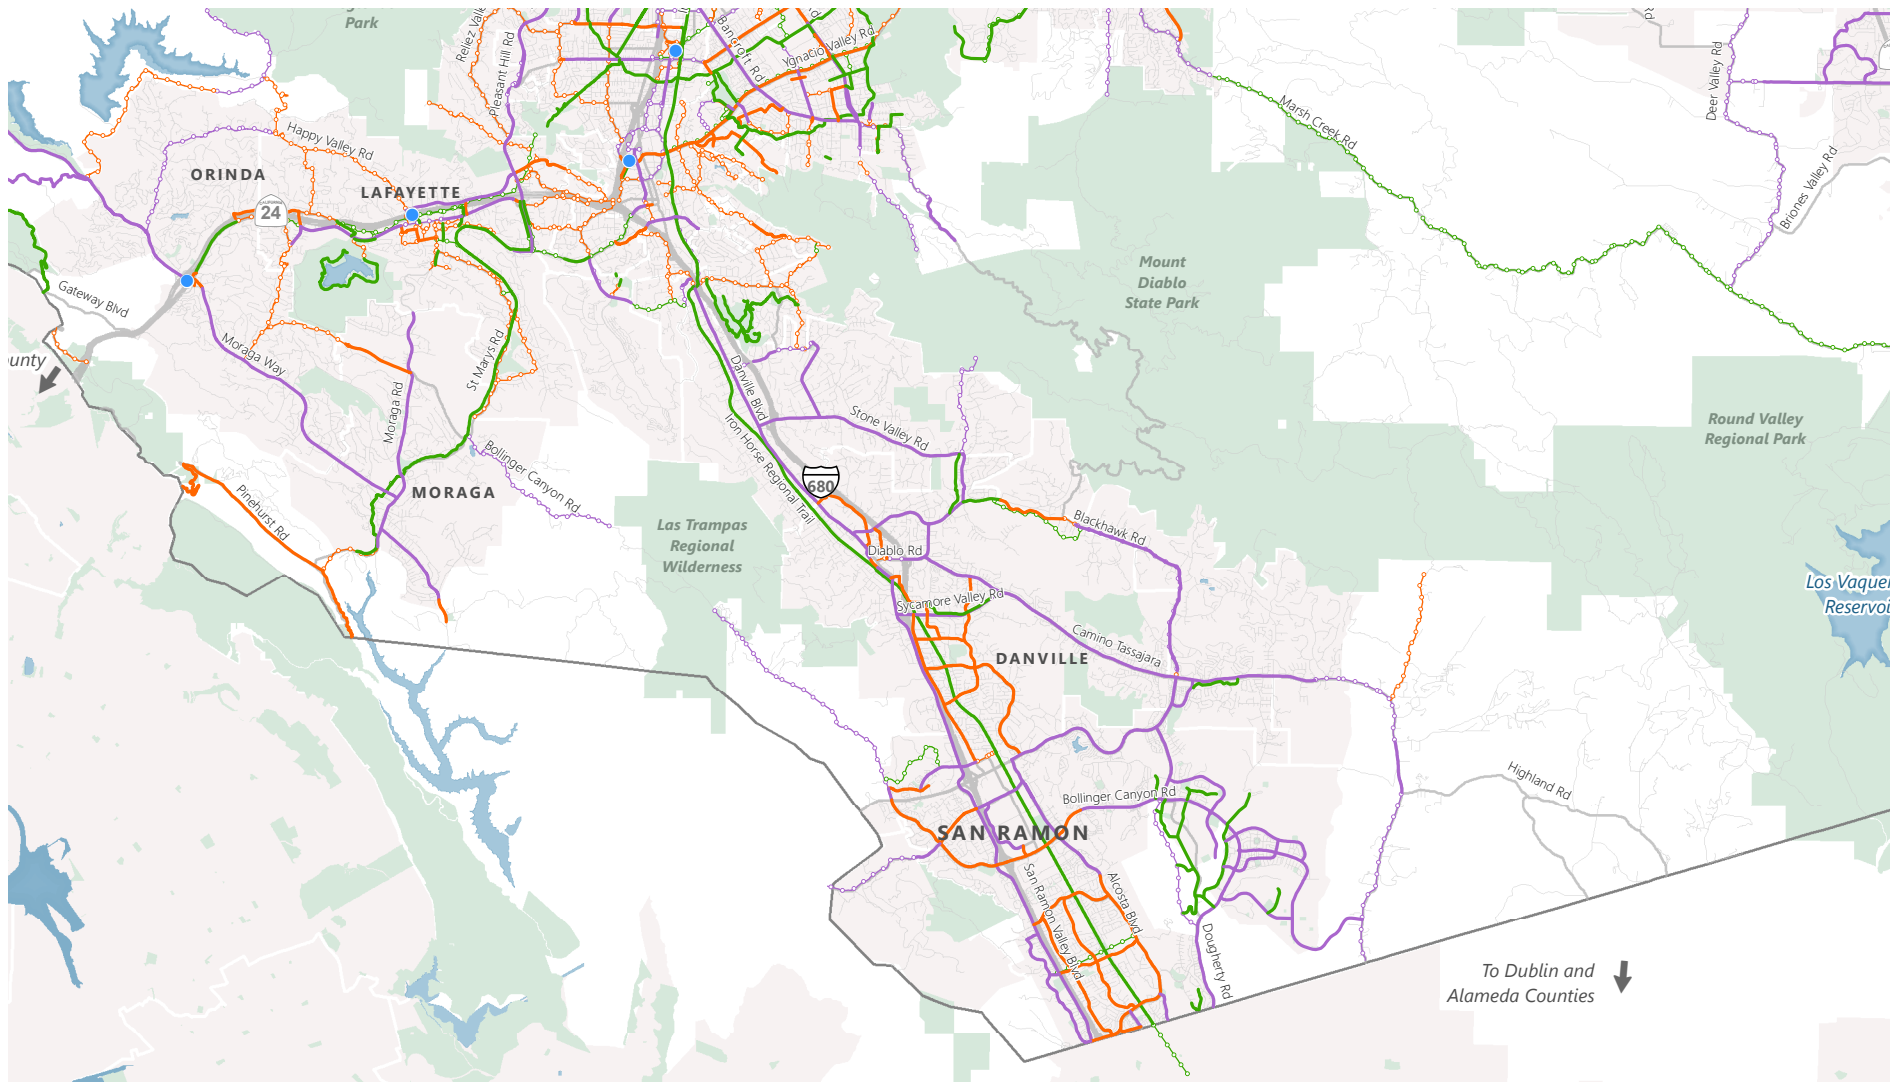 Park
Reliez Valle
Pleasant Hill Rd
Bancroft Rd
Rd
Ygnacio Valley Rd
Rd
Deer Valley Rd
Marsh Creek Rd
Briones Valley Rd
Happy Valley Rd
ORINDA
LAFAYETTE
CALIFORNIA
24
Mount
Diablo
State Park
Gateway Blvd
ounty
Moraga Way
St Marys Rd
Moraga Rd
Danville Blvd
Stone Valley Rd
Iron Horse Regional Trail
Round Valley
Regional Park
Bollinger Canyon Rd
MORAGA
680
Pinehurst Rd
Las Trampas
Regional
Wilderness
Blackhawk Rd
Diablo Rd
Sycamore Valley Rd
Los Vaquer
Reservoi
Camino Tassajara
DANVILLE
Highland Rd
Bollinger Canyon Rd
SAN RAMON
San Ramon Valley Blvd
Alcosta Blvd
Dougherty Rd
To Dublin and
Alameda Counties